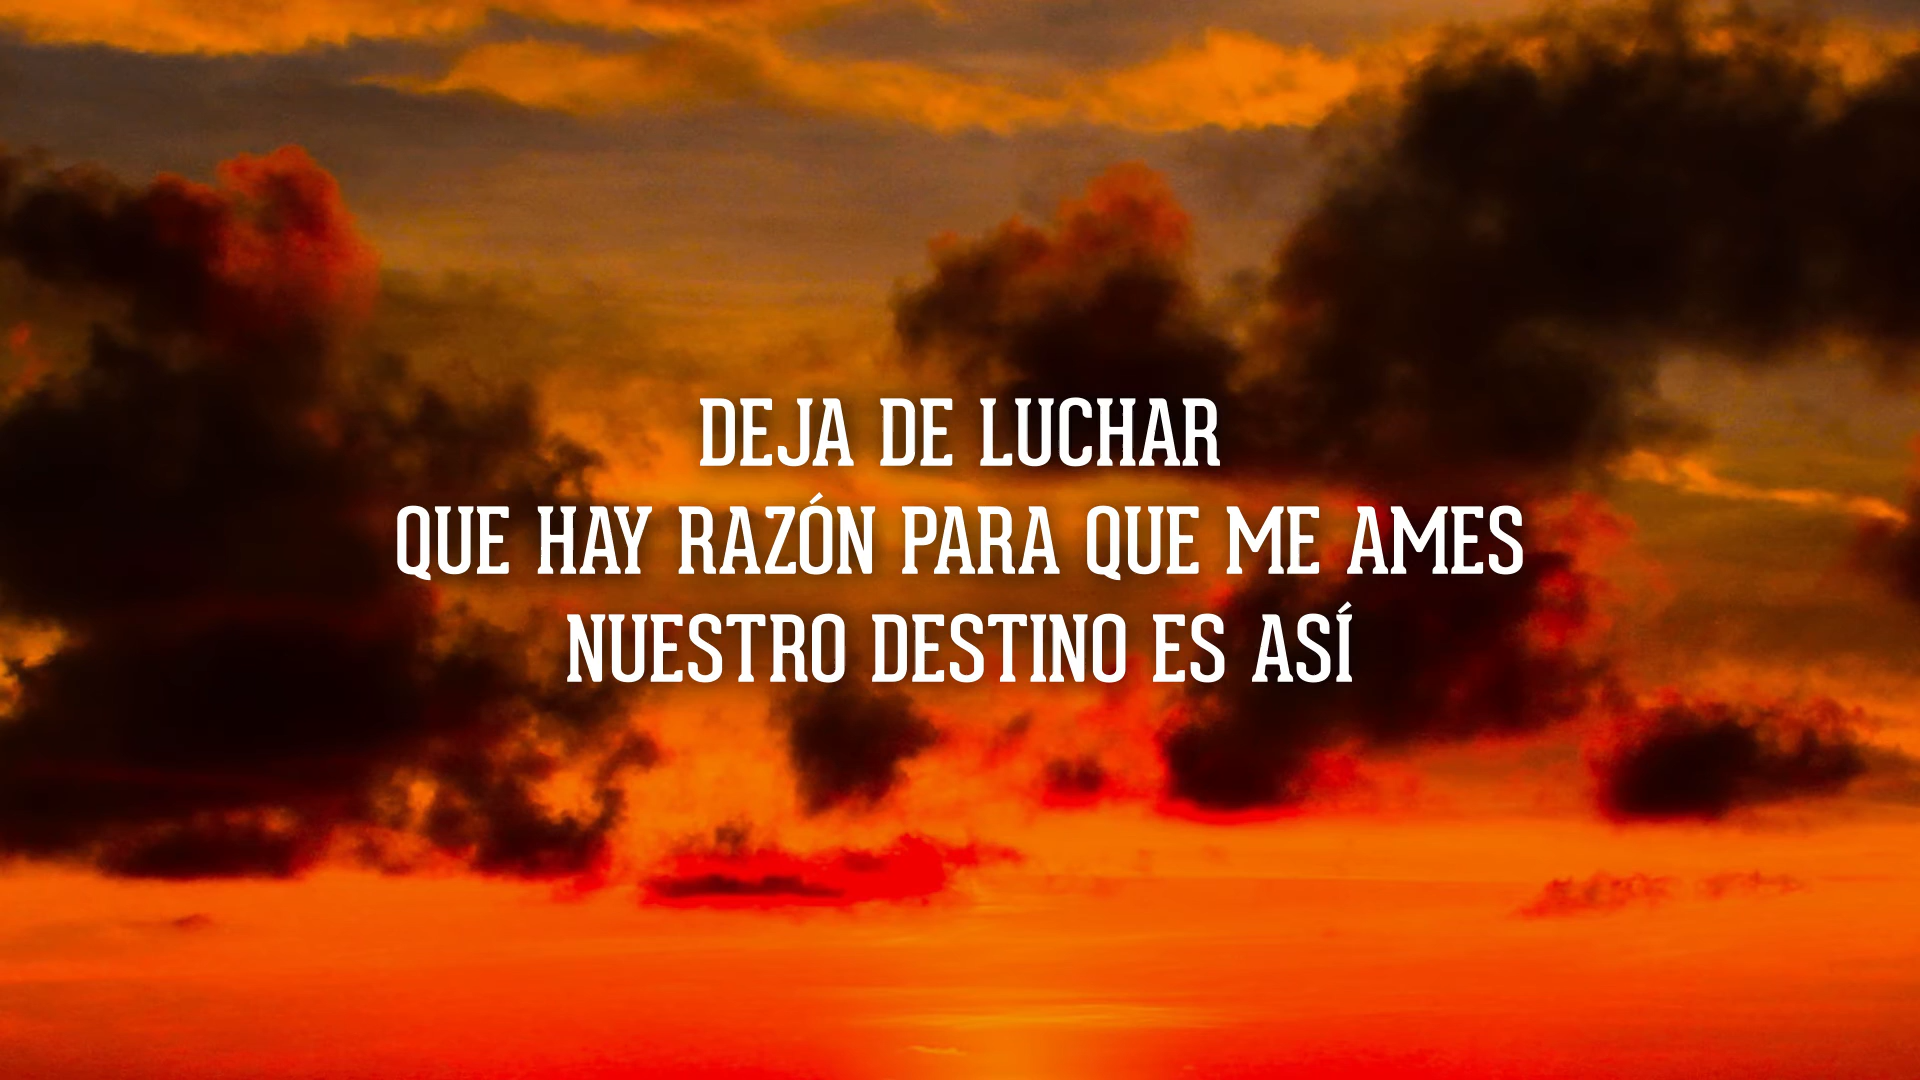 DEJA DE LUCHAR
QUE HAY RAZÓN PARA QUE ME AMES
NUESTRO DESTINO ES ASÍ